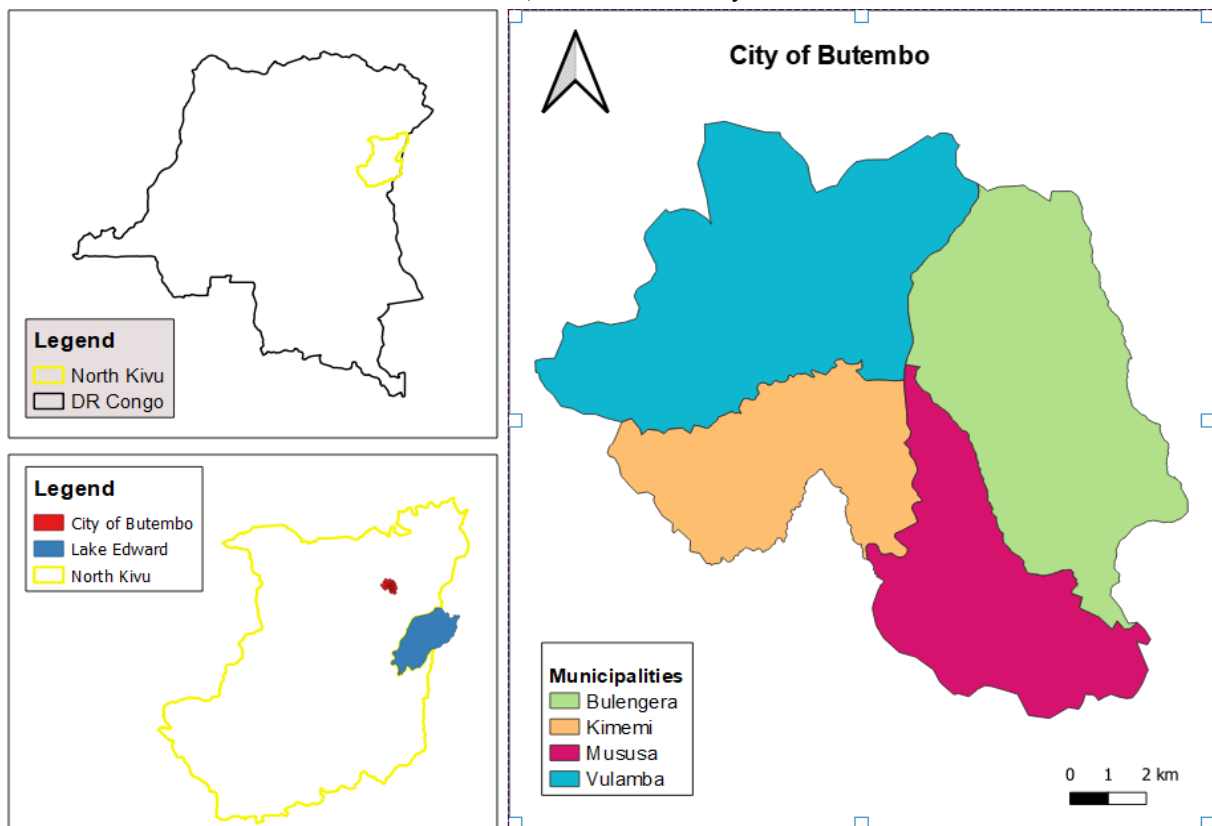 Legend
North Kivu
DR Congo
Legend
City of Butembo
Lake Edward
North Kivu
City of Butembo
Municipalities
Bulengera
Kimemi
Mususa
Vulamba
0 1 2 km